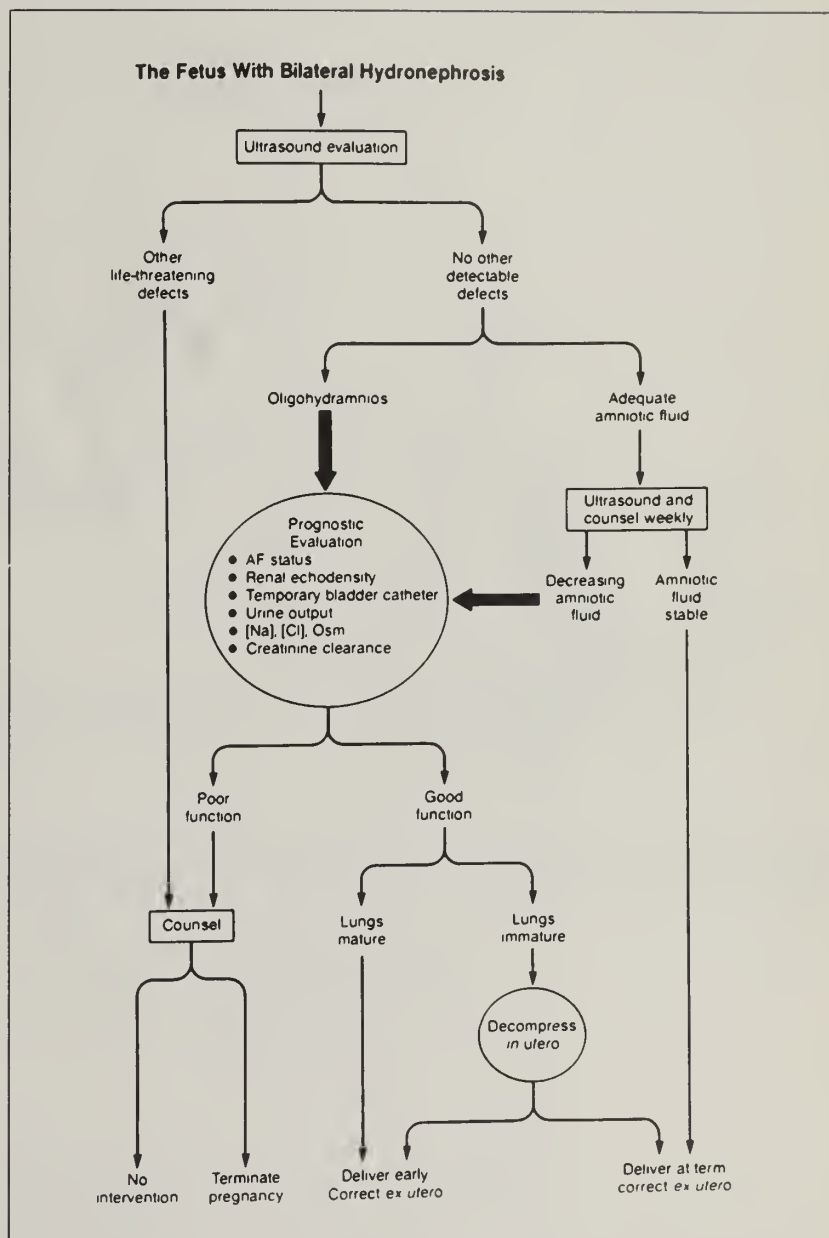 The Fetus With Bilateral Hydronephrosis
Ultrasound evaluation
Other
life-threatening
defects
No other
detectable
defects
Oligohydramnios
Adequate
amniotic fluid
Ultrasound and
counsel weekly
Prognostic
Evaluation
● AF status
● Renal echodensity
● Temporary bladder catheter
● Urine output
● [Na], [Cl], Osm
● Creatinine clearance
Decreasing
amniotic
fluid
Amniotic
fluid
stable
Poor
function
Good
function
Counsel
Lungs
mature
Lungs
immature
Decompress
in utero
No
intervention
Terminate
pregnancy
Deliver early
Correct ex utero
Deliver at term
correct ex utero